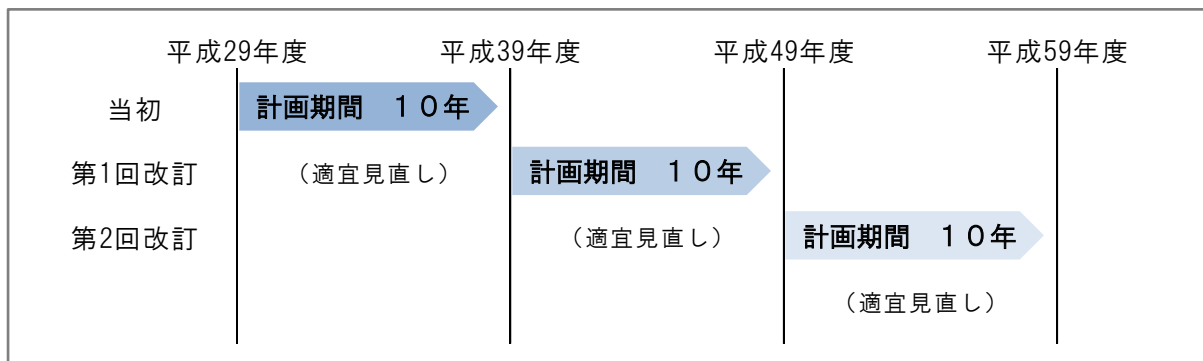 平成29年度 平成39年度 平成49年度 平成59年度
当初 計画期間 10年
第1回改訂 （適宜見直し） 計画期間 10年
第2回改訂 （適宜見直し） 計画期間 10年
（適宜見直し）